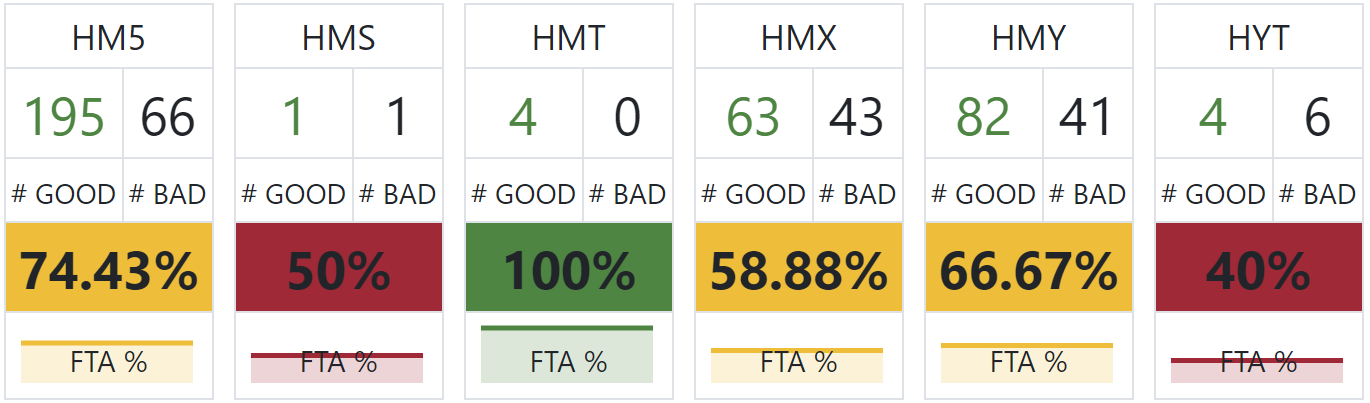 HM5 HMS HMT HMX HMY HYT
195 66 1 1 4 0 63 43 82 41 4 6
# GOOD # BAD # GOOD # BAD # GOOD # BAD # GOOD # BAD # GOOD # BAD # GOOD # BAD
74.43% 50% 100% 58.88% 66.67% 40%
FTA % FTA % FTA % FTA % FTA % FTA %